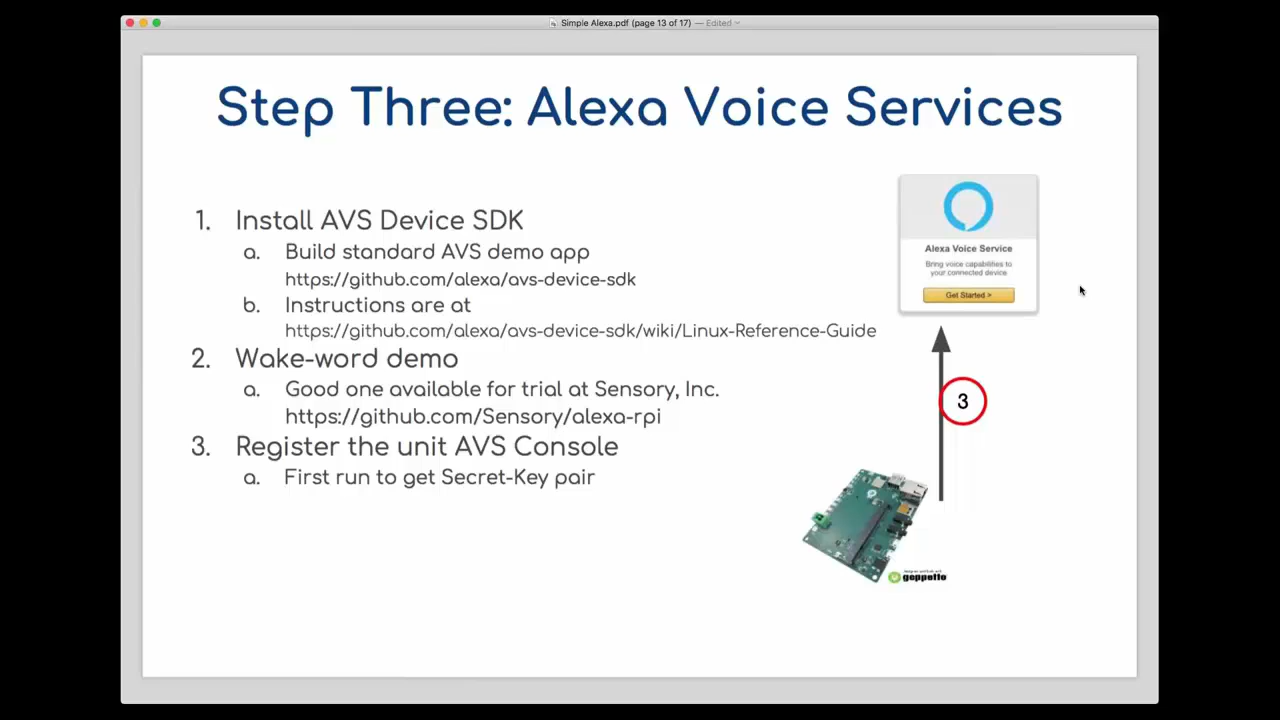 Simple Alexa.pdf (page 13 of 17) — Edited
Step Three: Alexa Voice Services
1. Install AVS Device SDK
a. Build standard AVS demo app
https://github.com/alexa/avs-device-sdk
b. Instructions are at
https://github.com/alexa/avs-device-sdk/wiki/Linux-Reference-Guide
2. Wake-word demo
a. Good one available for trial at Sensory, Inc.
https://github.com/Sensory/alexa-rpi
3. Register the unit AVS Console
a. First run to get Secret-Key pair
Alexa Voice Service
Bring voice capabilities to
your connected device
Get Started >
3
geppetto